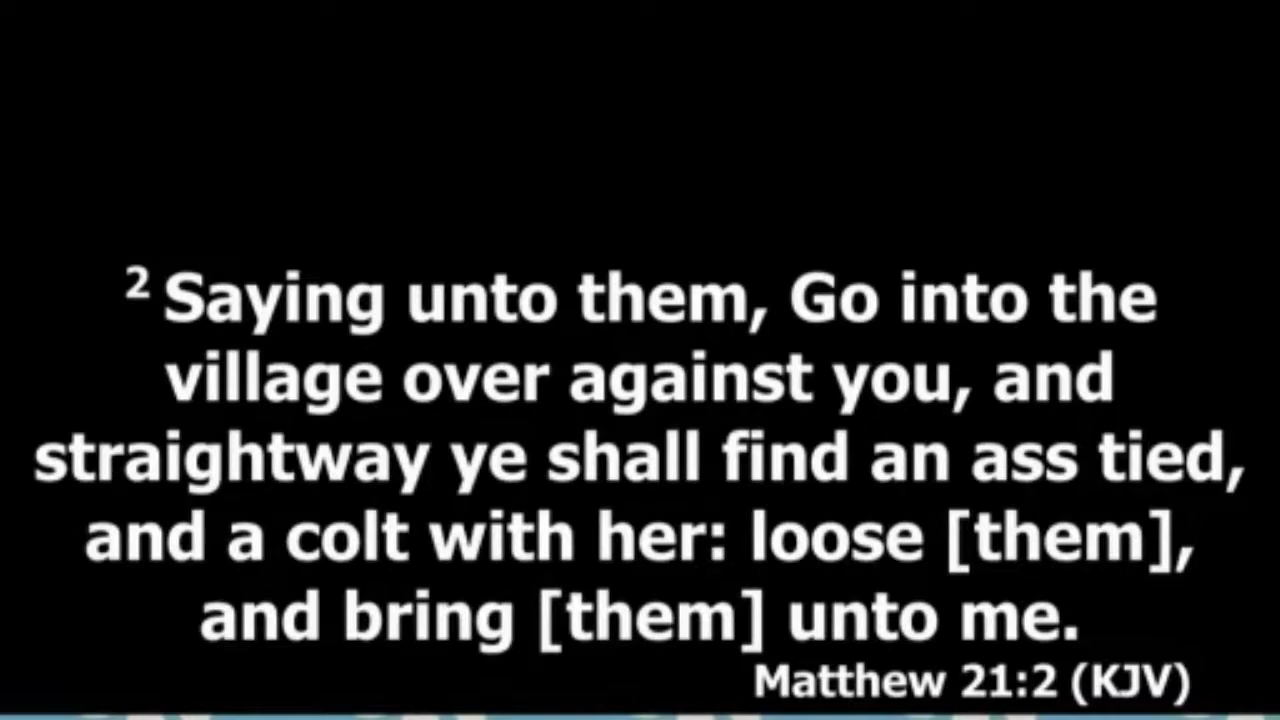 2 Saying unto them, Go into the
village over against you, and
straightway ye shall find an ass tied,
and a colt with her: loose [them],
and bring [them] unto me.
Matthew 21:2 (KJV)